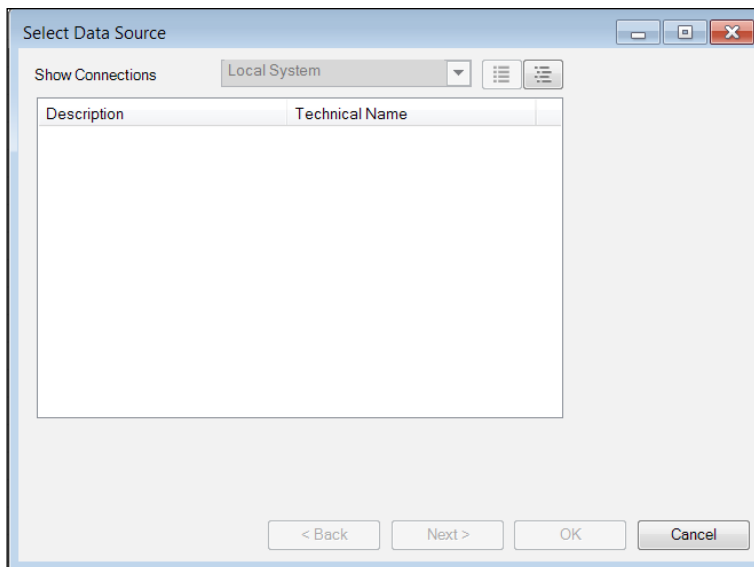 Select Data Source
Show Connections Local System
Description Technical Name
< Back Next > OK Cancel